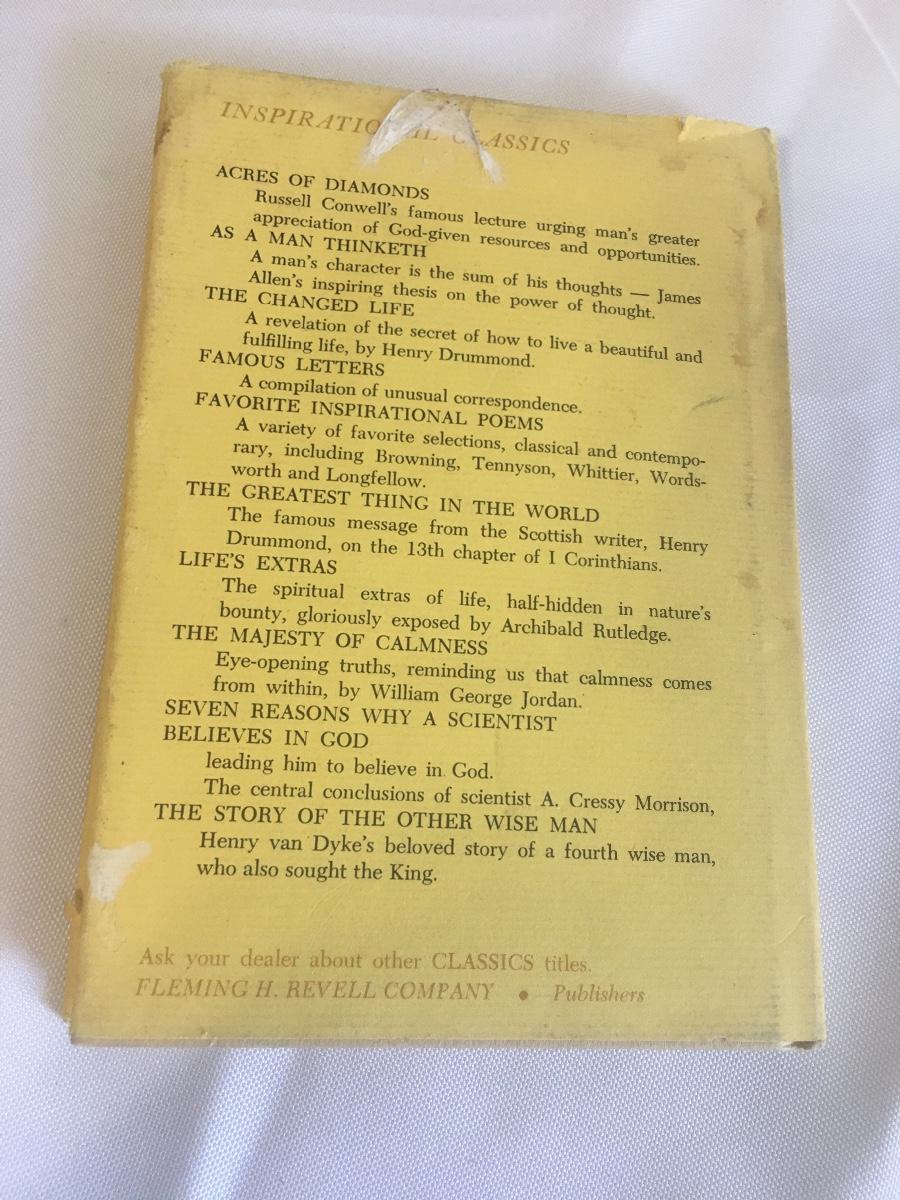 INSPIRATIONAL CLASSICS
ACRES OF DIAMONDS
Russell Conwell's famous lecture urging man's greater
appreciation of God-given resources and opportunities.
AS A MAN THINKETH
A man's character is the sum of his thoughts — James
Allen's inspiring thesis on the power of thought.
THE CHANGED LIFE
A revelation of the secret of how to live a beautiful and
fulfilling life, by Henry Drummond.
FAMOUS LETTERS
A compilation of unusual correspondence.
FAVORITE INSPIRATIONAL POEMS
A variety of favorite selections, classical and contempo-
rary, including Browning, Tennyson, Whittier, Words-
worth and Longfellow.
THE GREATEST THING IN THE WORLD
The famous message from the Scottish writer, Henry
Drummond, on the 13th chapter of I Corinthians.
LIFE'S EXTRAS
The spiritual extras of life, half-hidden in nature's
bounty, gloriously exposed by Archibald Rutledge.
THE MAJESTY OF CALMNESS
Eye-opening truths, reminding us that calmness comes
from within, by William George Jordan.
SEVEN REASONS WHY A SCIENTIST
BELIEVES IN GOD
leading him to believe in God.
The central conclusions of scientist A. Cressy Morrison,
THE STORY OF THE OTHER WISE MAN
Henry van Dyke's beloved story of a fourth wise man,
who also sought the King.
Ask your dealer about other CLASSICS titles.
FLEMING H. REVELL COMPANY • Publishers